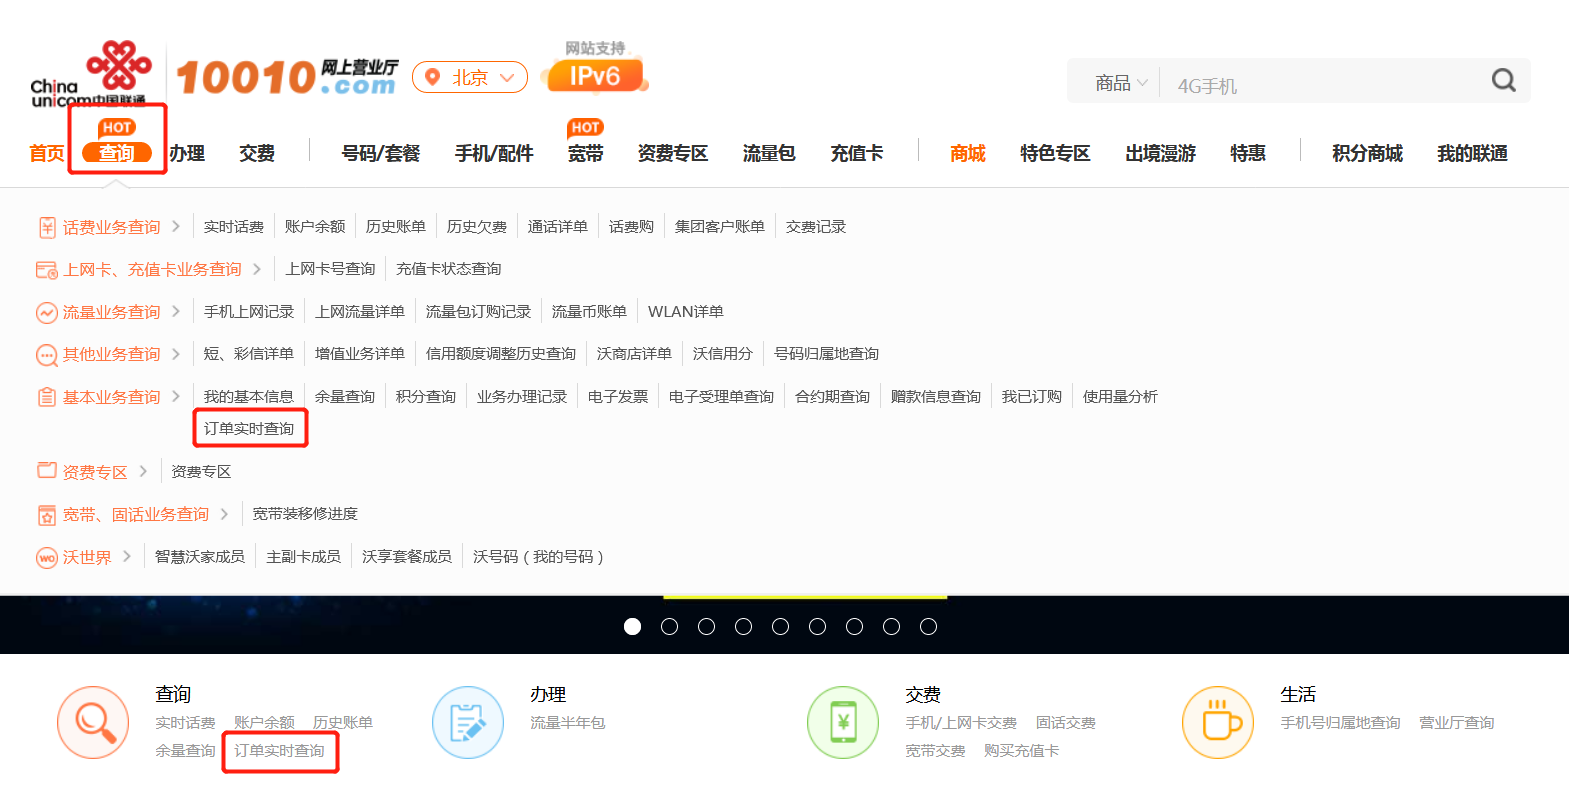 网站支持
China unicom中国联通
10010.com 网上营业厅
北京
IPv6
商品 4G手机
HOT HOT
首页 查询 办理 交费 号码/套餐 手机/配件 宽带 资费专区 流量包 充值卡 商城 特色专区 出境漫游 特惠 积分商城 我的联通
话费业务查询 实时话费 账户余额 历史账单 历史欠费 通话详单 话费购 集团客户账单 交费记录
上网卡、充值卡业务查询 上网卡号查询 充值卡状态查询
流量业务查询 手机上网记录 上网流量详单 流量包订购记录 流量币账单 WLAN详单
其他业务查询 短、彩信详单 增值业务详单 信用额度调整历史查询 沃商店详单 沃信用分 号码归属地查询
基本业务查询 我的基本信息 余量查询 积分查询 业务办理记录 电子发票 电子受理单查询 合约期查询 赠款信息查询 我已订购 使用量分析
订单实时查询
资费专区 资费专区
宽带、固话业务查询 宽带装移修进度
wo 沃世界 智慧沃家成员 主副卡成员 沃享套餐成员 沃号码（我的号码）
查询 办理 交费 生活
实时话费 账户余额 历史账单 流量半年包 手机/上网卡交费 固话交费 手机号归属地查询 营业厅查询
余量查询 订单实时查询 宽带交费 购买充值卡